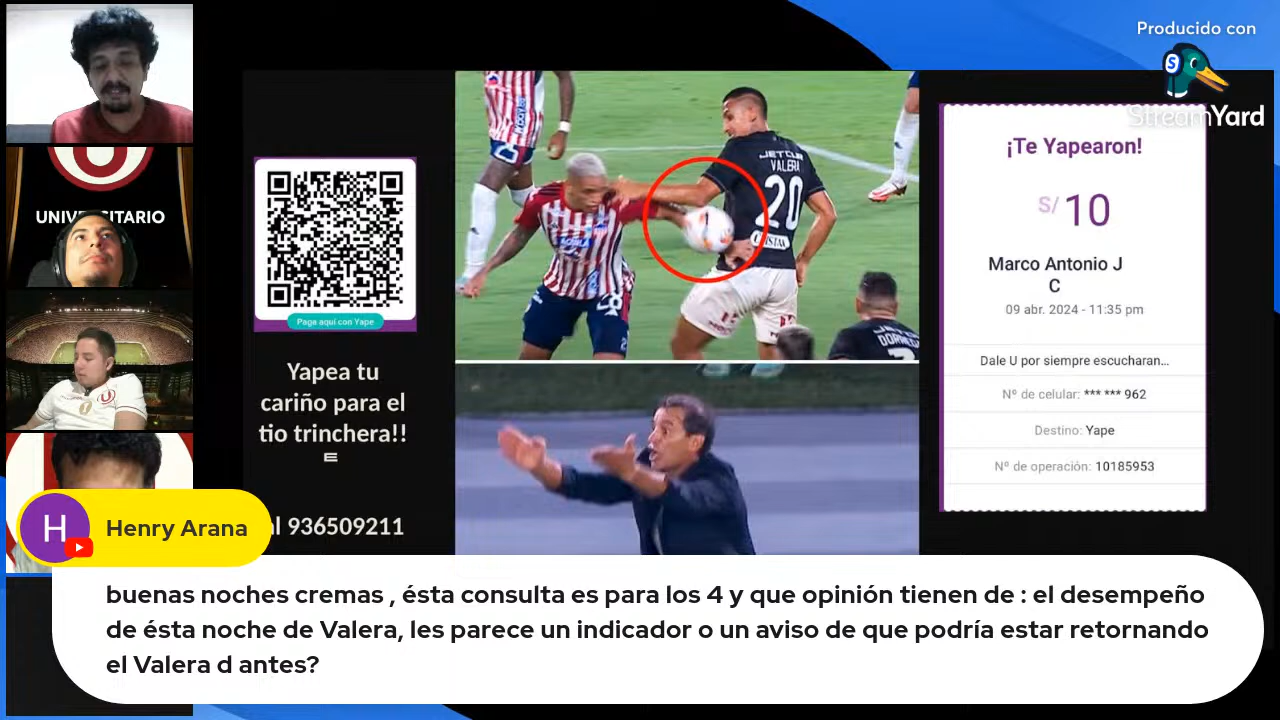 Producido con
StreamYard
UNIVERSITARIO
JETOUR
VALERA
20
AGUILA
¡Te Yapearon!
S/ 10
Marco Antonio J
C
09 abr. 2024 - 11:35 pm
Dale U por siempre escucharan...
Nº de celular: *** *** 962
Destino: Yape
Nº de operación: 10185953
Paga aquí con Yape
Yapea tu
cariño para el
tio trinchera!!
al 936509211
H Henry Arana
buenas noches cremas , ésta consulta es para los 4 y que opinión tienen de : el desempeño
de ésta noche de Valera, les parece un indicador o un aviso de que podría estar retornando
el Valera d antes?